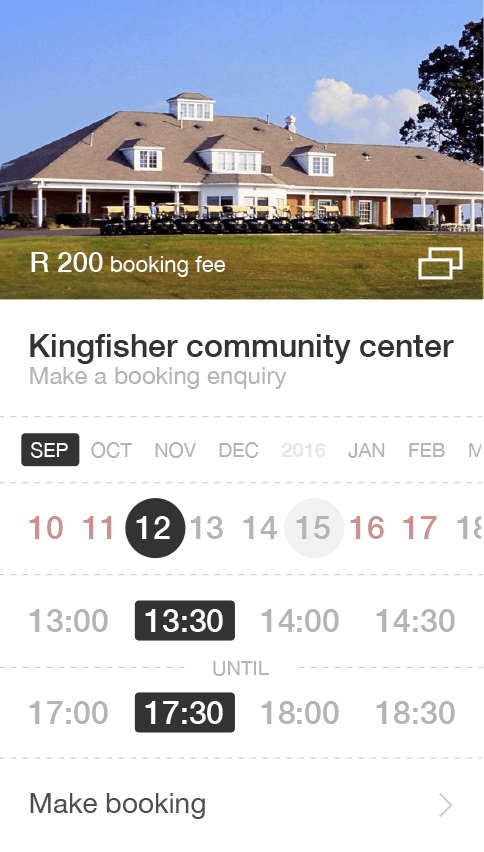 R 200 booking fee
Kingfisher community center
Make a booking enquiry
SEP OCT NOV DEC 2016 JAN FEB
10 11 12 13 14 15 16 17 18
13:00 13:30 14:00 14:30
UNTIL
17:00 17:30 18:00 18:30
Make booking